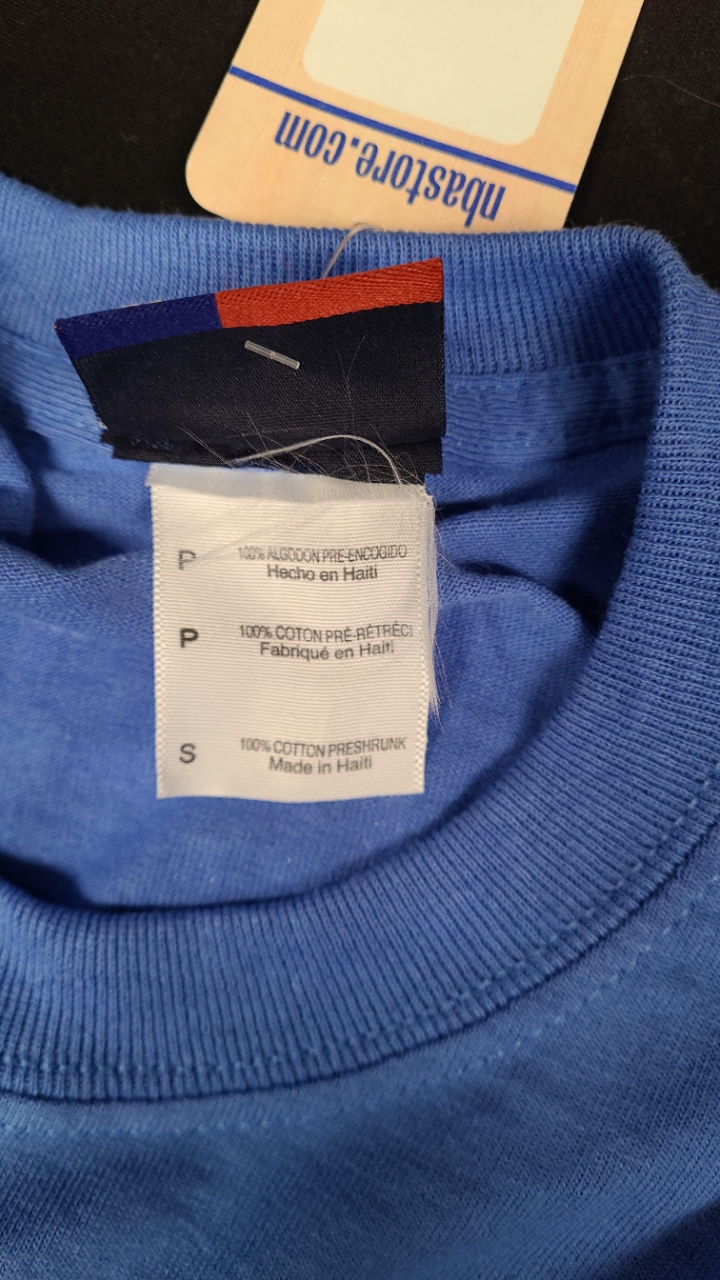 nbastore.com
P 100% ALGODON PRE-ENCOGIDO
Hecho en Haiti
P 100% COTON PRÉ-RÉTRÉCI
Fabriqué en Haiti
S 100% COTTON PRESHRUNK
Made in Haiti